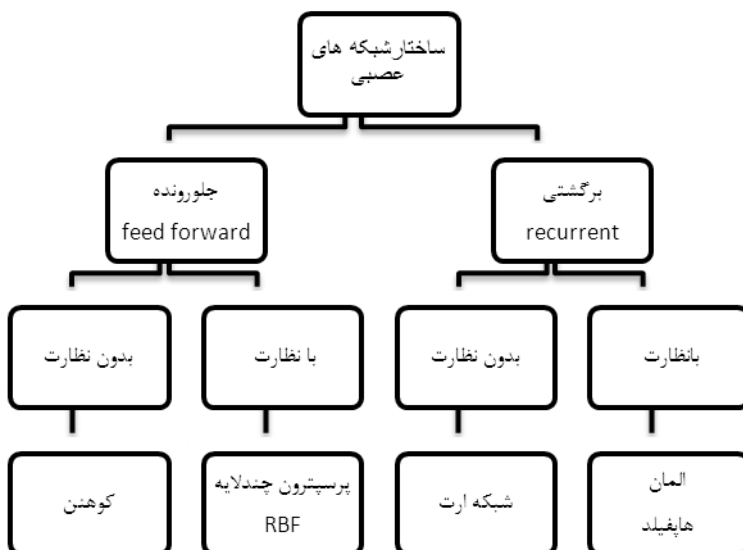 ساختارشبکه های
عصبی
برگشتی
recurrent
جلورونده
feed forward
بانظارت
بدون نظارت
با نظارت
بدون نظارت
المان
هاپفیلد
شبکه ارت
پرسپترون چندلایه
RBF
کوهنن